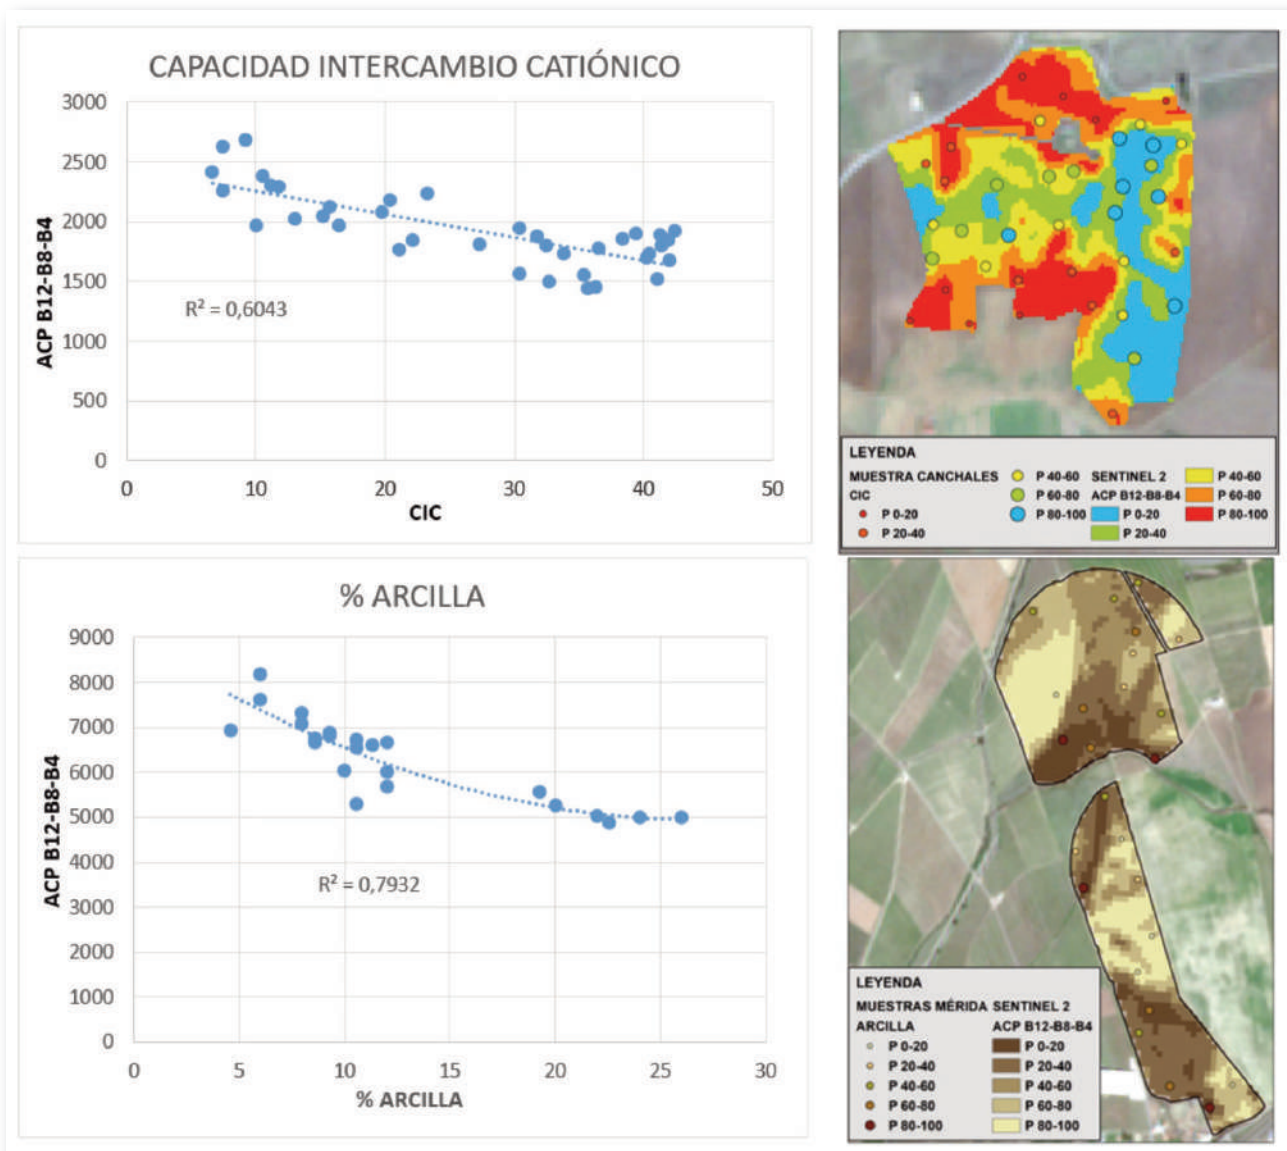 CAPACIDAD INTERCAMBIO CATIÓNICO
ACP B12-B8-B4
3000
2500
2000
1500
1000
500
0
R² = 0,6043
0 10 20 30 40 50
CIC
LEYENDA
MUESTRA CANCHALES
CIC
P 0-20
P 20-40
P 40-60
P 60-80
P 80-100
SENTINEL 2
ACP B12-B8-B4
P 0-20
P 20-40
P 40-60
P 60-80
P 80-100
% ARCILLA
ACP B12-B8-B4
9000
8000
7000
6000
5000
4000
3000
2000
1000
0
R² = 0,7932
0 5 10 15 20 25 30
% ARCILLA
LEYENDA
MUESTRAS MÉRIDA
ARCILLA
P 0-20
P 20-40
P 40-60
P 60-80
P 80-100
SENTINEL 2
ACP B12-B8-B4
P 0-20
P 20-40
P 40-60
P 60-80
P 80-100